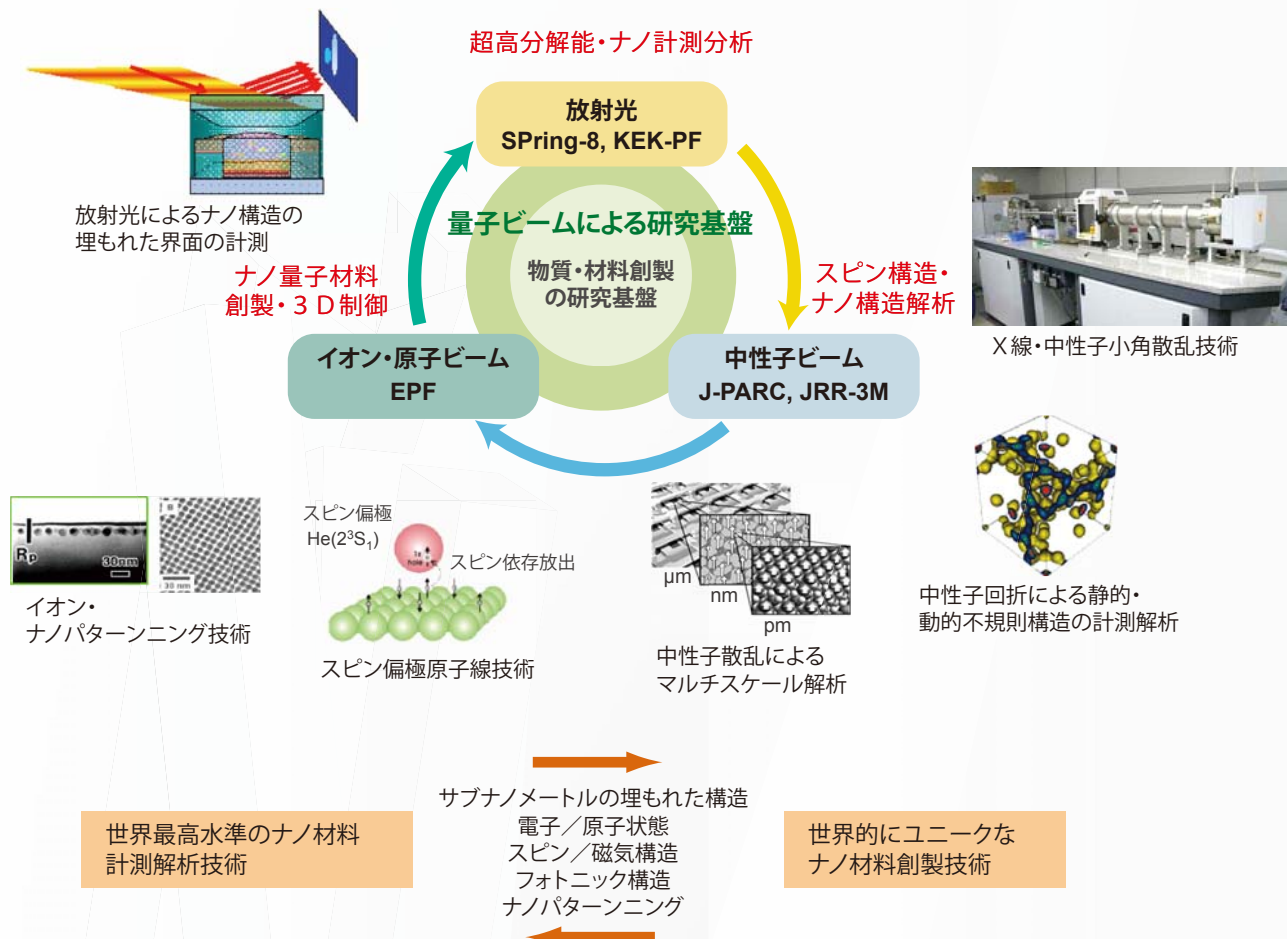 超高分解能・ナノ計測分析
放射光
SPring-8, KEK-PF
放射光によるナノ構造の
埋もれた界面の計測
量子ビームによる研究基盤
物質・材料創製
の研究基盤
ナノ量子材料
創製・３Ｄ制御
スピン構造・
ナノ構造解析
X線・中性子小角散乱技術
イオン・原子ビーム
EPF
中性子ビーム
J-PARC, JRR-3M
Rp
30nm
B
30 nm
イオン・
ナノパターンニング技術
スピン偏極
He(2³S₁)
1s
hole
スピン依存放出
スピン偏極原子線技術
μm
nm
pm
中性子散乱による
マルチスケール解析
中性子回折による静的・
動的不規則構造の計測解析
世界最高水準のナノ材料
計測解析技術
サブナノメートルの埋もれた構造
電子／原子状態
スピン／磁気構造
フォトニック構造
ナノパターンニング
世界的にユニークな
ナノ材料創製技術